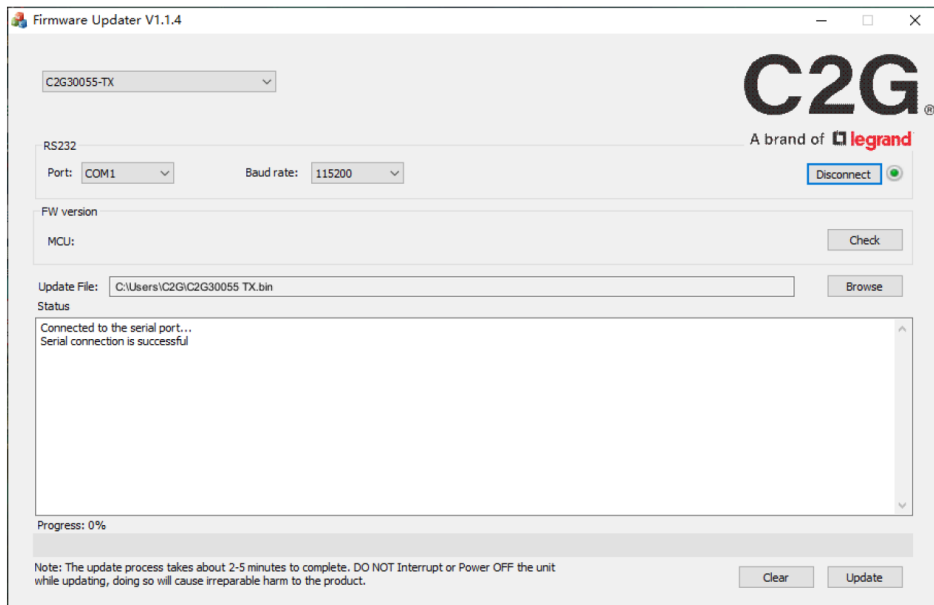 Firmware Updater V1.1.4
C2G30055-TX
C2G®
A brand of legrand
RS232
Port: COM1 Baud rate: 115200 Disconnect
FW version
MCU: Check
Update File: C:\Users\C2G\C2G30055 TX.bin Browse
Status
Connected to the serial port...
Serial connection is successful
Progress: 0%
Note: The update process takes about 2-5 minutes to complete. DO NOT Interrupt or Power OFF the unit
while updating, doing so will cause irreparable harm to the product.
Clear Update